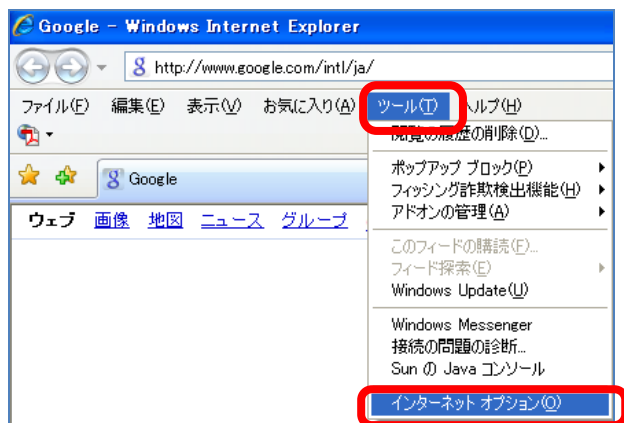 Google - Windows Internet Explorer
http://www.google.com/intl/ja/
ファイル(F) 編集(E) 表示(V) お気に入り(A) ツール(T) ヘルプ(H)
閲覧の履歴の削除(D)...
Google
ポップアップ ブロック(P)
フィッシング詐欺検出機能(H)
アドオンの管理(A)
ウェブ 画像 地図 ニュース グループ
このフィードの購読(F)...
フィード探索(E)
Windows Update(U)
Windows Messenger
接続の問題の診断...
Sun の Java コンソール
インターネット オプション(O)